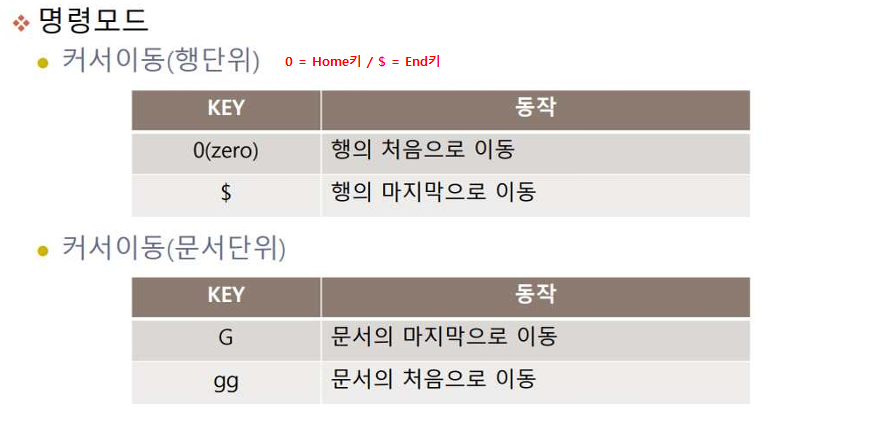 명령모드
커서이동(행단위) 0 = Home키 / $ = End키
KEY 동작
0(zero) 행의 처음으로 이동
$ 행의 마지막으로 이동
커서이동(문서단위)
KEY 동작
G 문서의 마지막으로 이동
gg 문서의 처음으로 이동